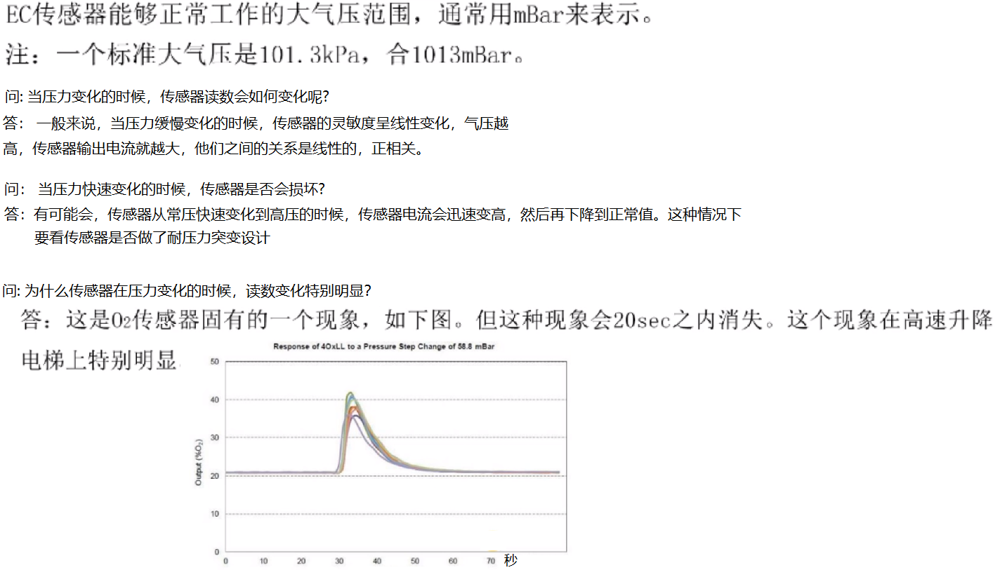 EC传感器能够正常工作的大气压范围，通常用mBar来表示。
注：一个标准大气压是101.3kPa，合1013mBar。
问: 当压力变化的时候，传感器读数会如何变化呢?
答： 一般来说，当压力缓慢变化的时候，传感器的灵敏度呈线性变化，气压越
高，传感器输出电流就越大，他们之间的关系是线性的，正相关。
问： 当压力快速变化的时候，传感器是否会损坏?
答：有可能会，传感器从常压快速变化到高压的时候，传感器电流会迅速变高，然后再下降到正常值。这种情况下
要看传感器是否做了耐压力突变设计
问: 为什么传感器在压力变化的时候，读数变化特别明显?
答：这是O₂传感器固有的一个现象，如下图。但这种现象会20sec之内消失。这个现象在高速升降
电梯上特别明显.
Response of 4OxLL to a Pressure Step Change of 58.8 mBar
50
40
30
20
10
0
Output (%O₂)
0 10 20 30 40 50 60 70 秒